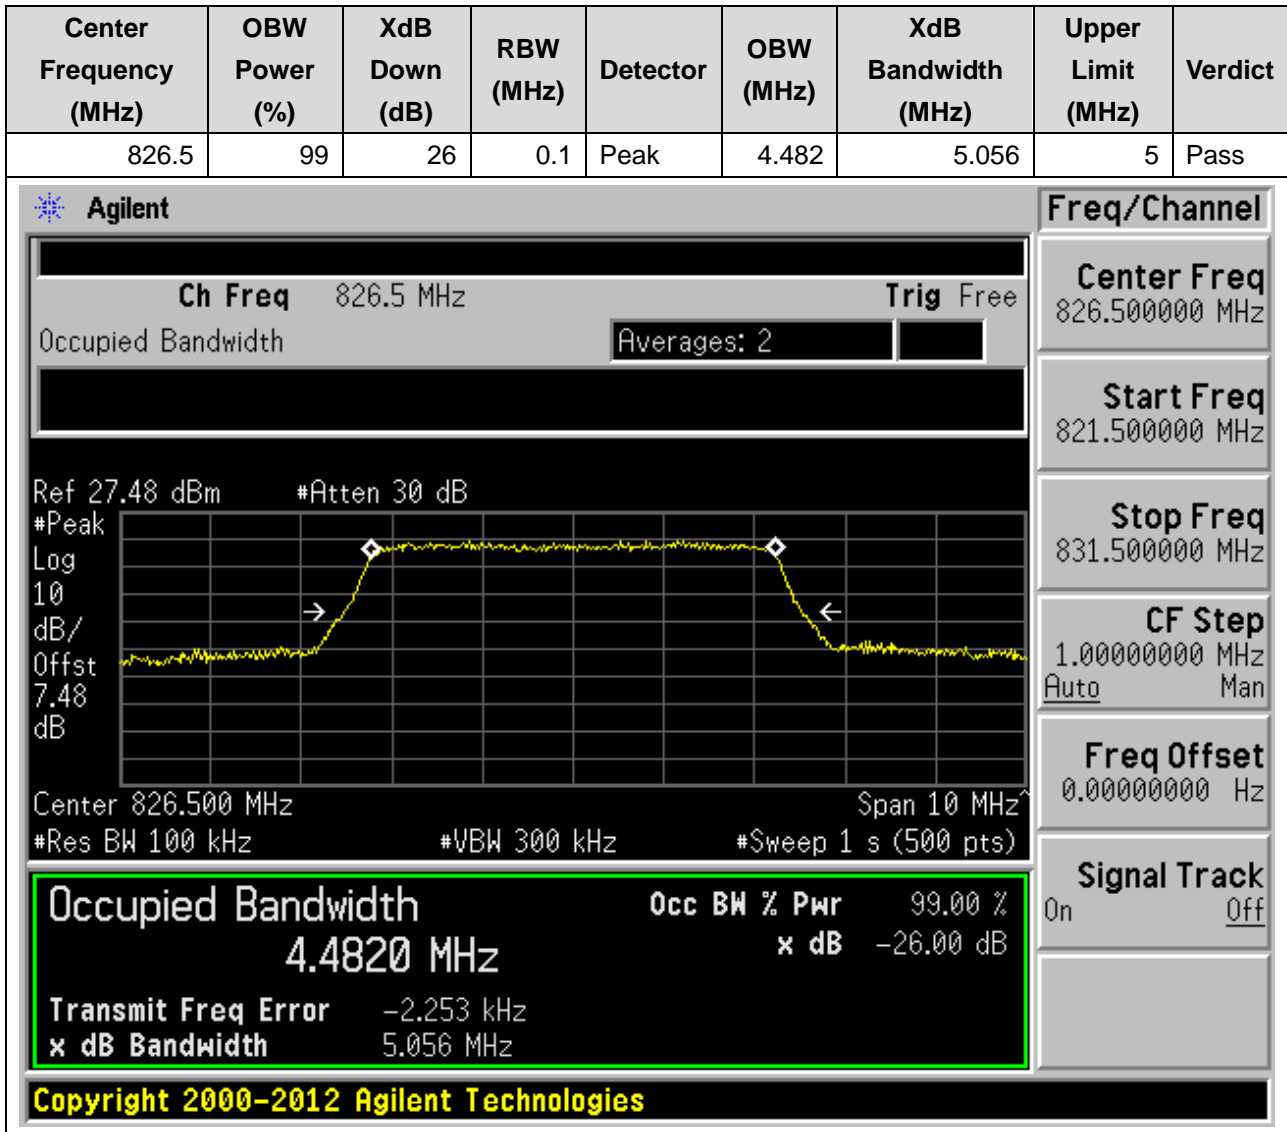 Center Frequency (MHz) OBW Power (%) XdB Down (dB) RBW (MHz) Detector OBW (MHz) XdB Bandwidth (MHz) Upper Limit (MHz) Verdict
826.5 99 26 0.1 Peak 4.482 5.056 5 Pass
Agilent
Freq/Channel
Ch Freq 826.5 MHz Trig Free
Occupied Bandwidth Averages: 2
Center Freq
826.500000 MHz
Start Freq
821.500000 MHz
Stop Freq
831.500000 MHz
CF Step
1.00000000 MHz
Auto Man
Freq Offset
0.00000000 Hz
Signal Track
On Off
Ref 27.48 dBm #Atten 30 dB
#Peak
Log
10
dB/
Offst
7.48
dB
Center 826.500 MHz Span 10 MHz^
#Res BW 100 kHz #VBW 300 kHz #Sweep 1 s (500 pts)
Occupied Bandwidth Occ BW % Pwr 99.00 %
4.4820 MHz x dB -26.00 dB
Transmit Freq Error -2.253 kHz
x dB Bandwidth 5.056 MHz
Copyright 2000-2012 Agilent Technologies